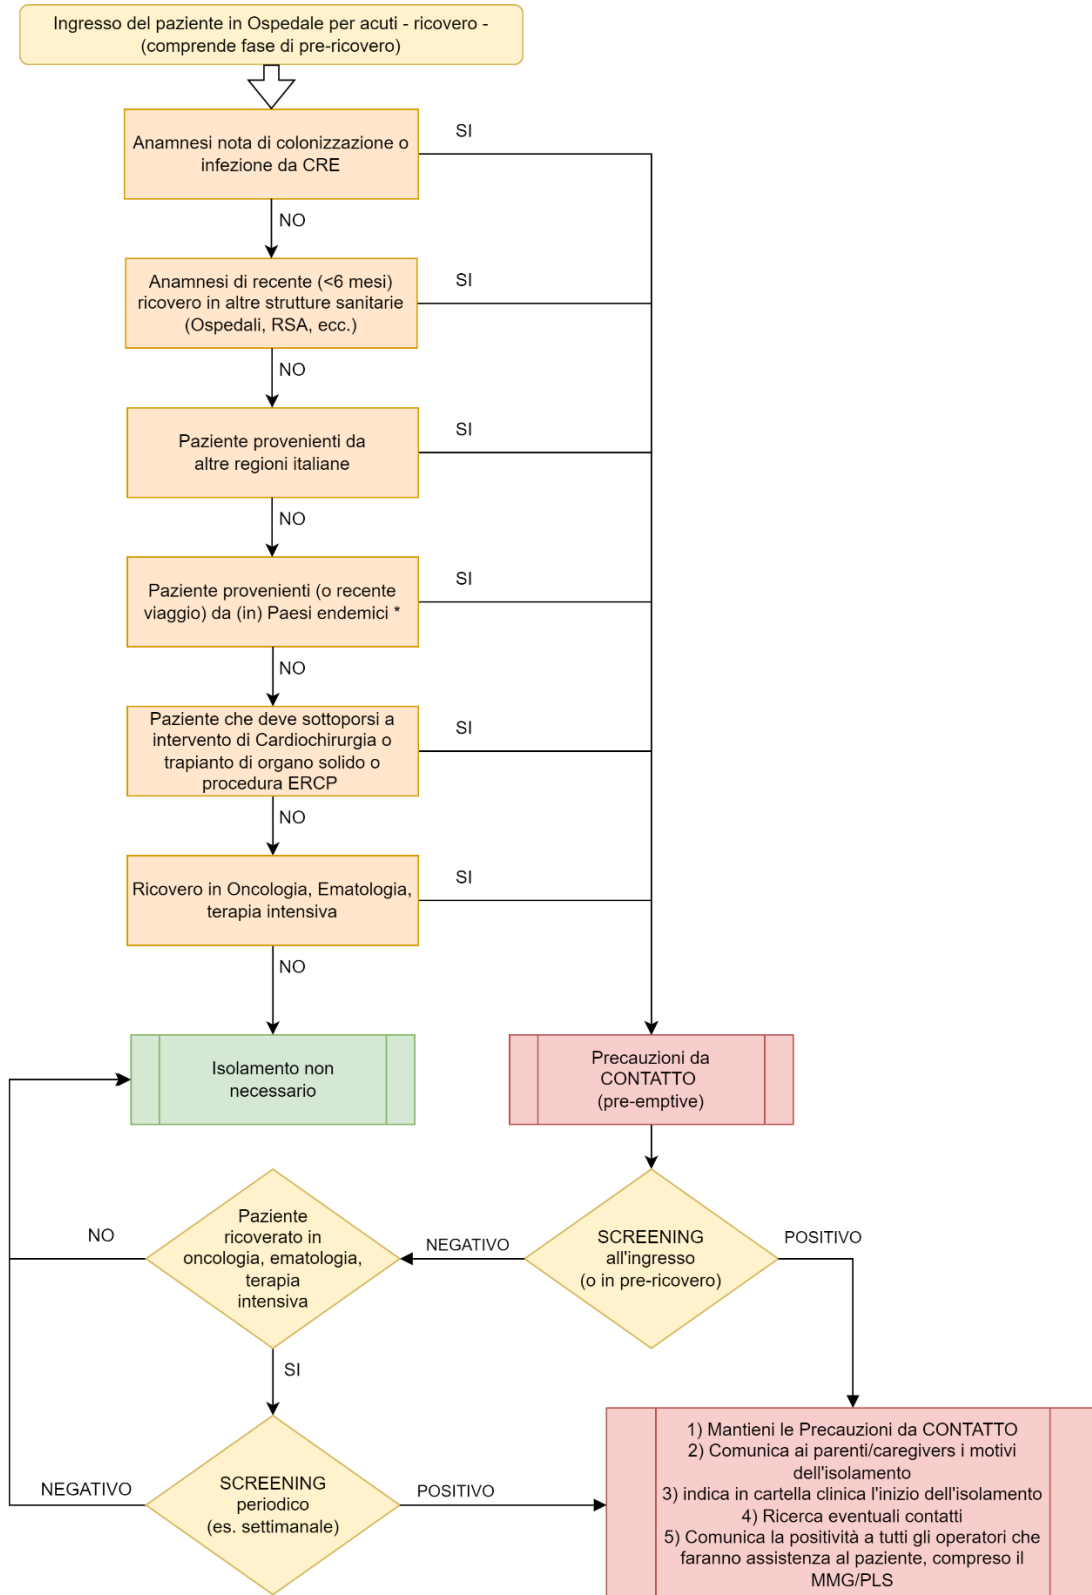 Ingresso del paziente in Ospedale per acuti - ricovero -
(comprende fase di pre-ricovero)
Anamnesi nota di colonizzazione o
infezione da CRE
SI
NO
Anamnesi di recente (<6 mesi)
ricovero in altre strutture sanitarie
(Ospedali, RSA, ecc.)
SI
NO
Paziente provenienti da
altre regioni italiane
SI
NO
Paziente provenienti (o recente
viaggio) da (in) Paesi endemici *
SI
NO
Paziente che deve sottoporsi a
intervento di Cardiochirurgia o
trapianto di organo solido o
procedura ERCP
SI
NO
Ricovero in Oncologia, Ematologia,
terapia intensiva
SI
NO
Isolamento non
necessario
Precauzioni da
CONTATTO
(pre-emptive)
SCREENING
all'ingresso
(o in pre-ricovero)
NEGATIVO
POSITIVO
Paziente
ricoverato in
oncologia, ematologia,
terapia
intensiva
NO
SI
SCREENING
periodico
(es. settimanale)
NEGATIVO
POSITIVO
1) Mantieni le Precauzioni da CONTATTO
2) Comunica ai parenti/caregivers i motivi
dell'isolamento
3) indica in cartella clinica l'inizio dell'isolamento
4) Ricerca eventuali contatti
5) Comunica la positività a tutti gli operatori che
faranno assistenza al paziente, compreso il
MMG/PLS